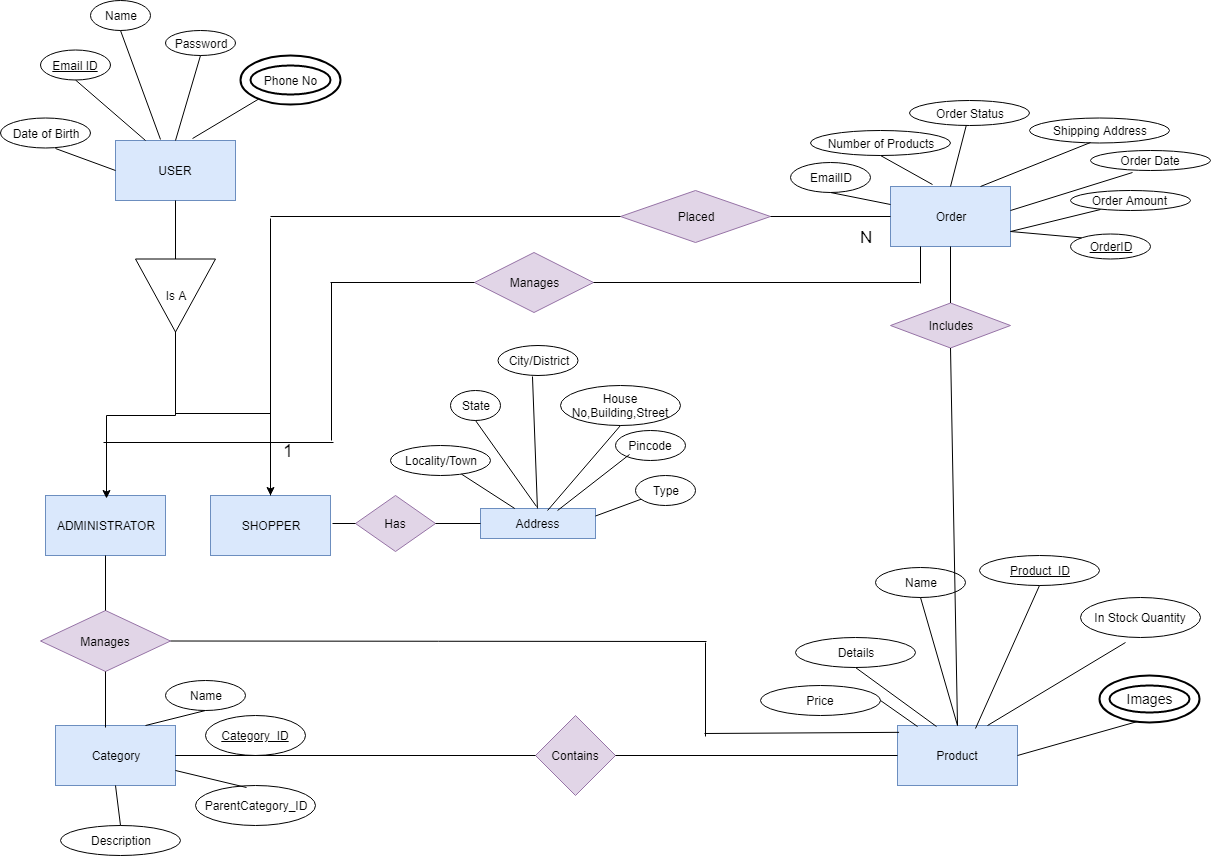 Name
Password
Email ID
Phone No
Date of Birth
USER
Is A
Order Status
Number of Products
Shipping Address
Order Date
EmailID
Order Amount
OrderID
Order
Placed
N
Manages
Includes
City/District
State
House
No,Building,Street
Pincode
Locality/Town
Type
1
ADMINISTRATOR
SHOPPER
Has
Address
Manages
Name
Product_ID
In Stock Quantity
Details
Price
Images
Name
Category_ID
Category
Contains
Product
ParentCategory_ID
Description